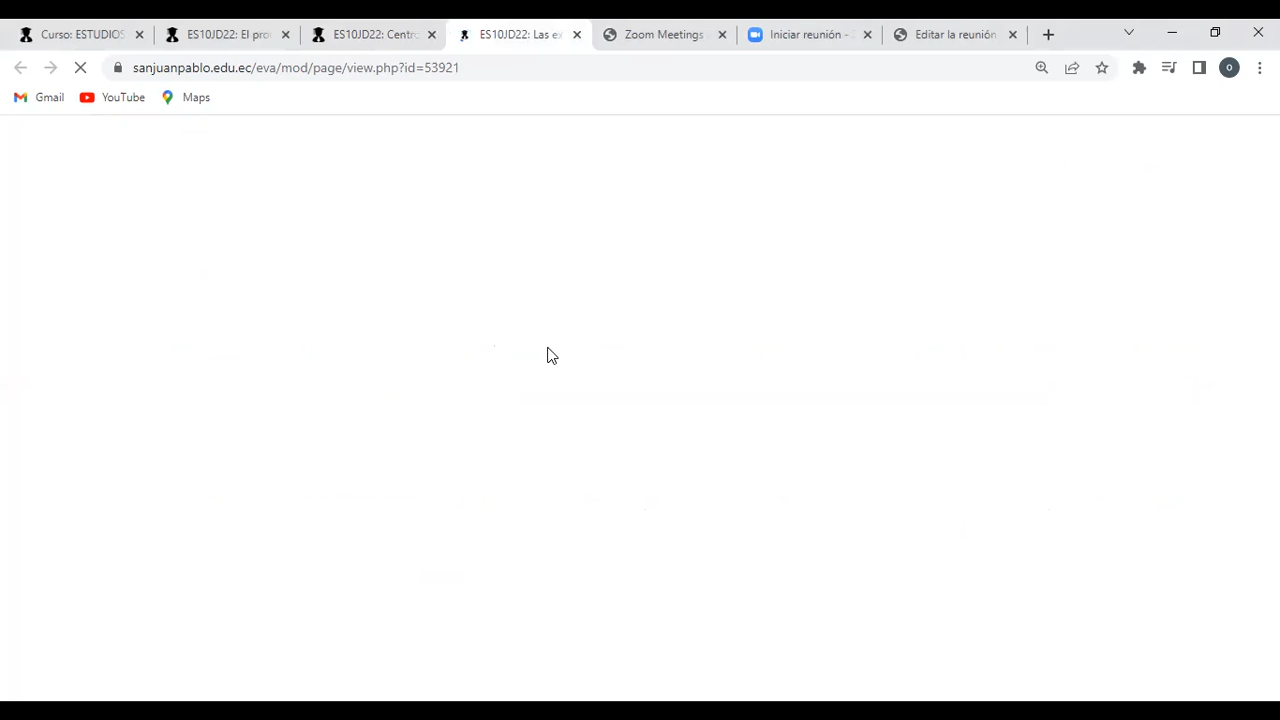 Curso: ESTUDIOS
ES10JD22: El pro
ES10JD22: Centro
ES10JD22: Las ex
Zoom Meetings
Iniciar reunión -
Editar la reunión
sanjuanpablo.edu.ec/eva/mod/page/view.php?id=53921
O
Gmail
YouTube
Maps